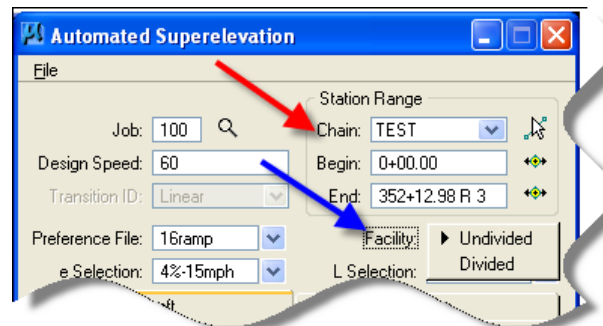 Automated Superelevation
File
Station Range
Job: 100
Chain: TEST
Design Speed: 60
Begin: 0+00.00
Transition ID: Linear
End: 352+12.98 R 3
Preference File: 16ramp
Facility: Undivided
Divided
e Selection: 4%-15mph
L Selection: